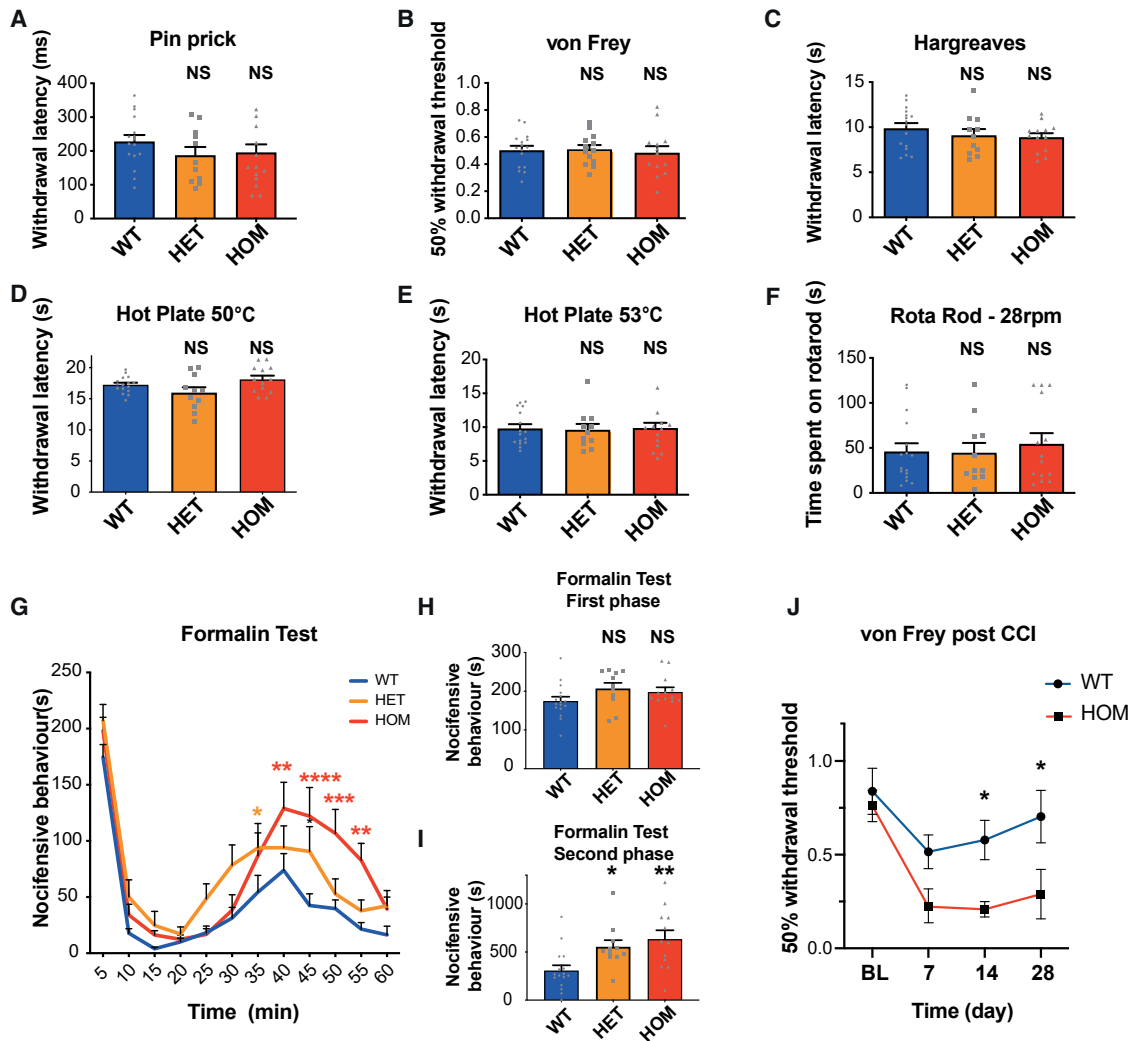 A
Pin prick
NS NS
Withdrawal latency (ms)
400
300
200
100
0
WT HET HOM
B
von Frey
NS NS
50% withdrawal threshold
1.0
0.8
0.6
0.4
0.2
0.0
WT HET HOM
C
Hargreaves
NS NS
Withdrawal latency (s)
15
10
5
0
WT HET HOM
D
Hot Plate 50°C
NS NS
Withdrawal latency (s)
20
15
10
5
0
WT HET HOM
E
Hot Plate 53°C
NS NS
Withdrawal latency (s)
20
15
10
5
0
WT HET HOM
F
Rota Rod - 28rpm
NS NS
Time spent on rotarod (s)
150
100
50
0
WT HET HOM
G
Formalin Test
WT
HET
HOM
Nocifensive behaviour(s)
250
200
150
100
50
0
* ** **** *** **
*
5 10 15 20 25 30 35 40 45 50 55 60
Time (min)
H
Formalin Test
First phase
NS NS
Nocifensive
behaviour (s)
300
200
100
0
WT HET HOM
I
Formalin Test
Second phase
* **
Nocifensive
behaviour (s)
1000
500
0
WT HET HOM
J
von Frey post CCI
WT
HOM
50% withdrawal threshold
1.0
0.5
0.0
* *
BL 7 14 28
Time (day)